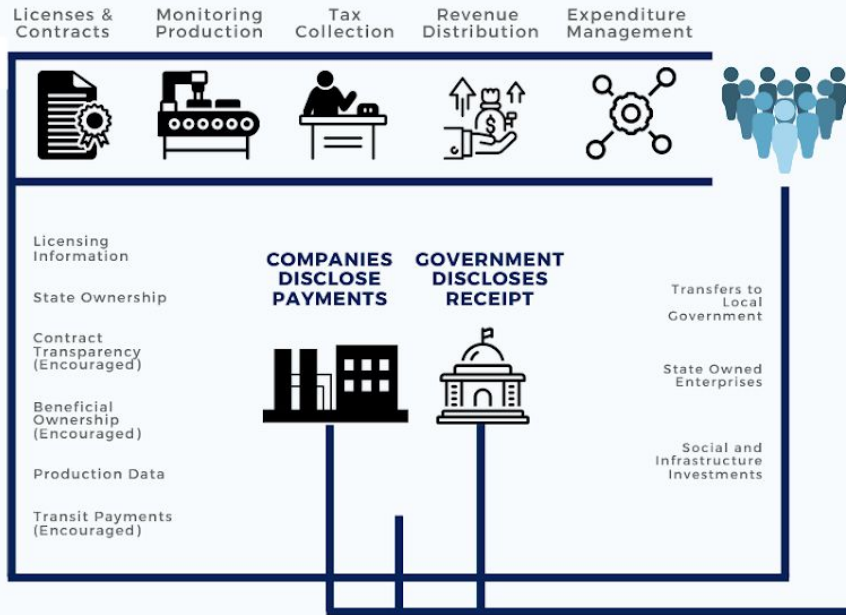 Licenses &
Contracts
Monitoring
Production
Tax
Collection
Revenue
Distribution
Expenditure
Management
$
Licensing
Information
State Ownership
Contract
Transparency
(Encouraged)
Beneficial
Ownership
(Encouraged)
Production Data
Transit Payments
(Encouraged)
COMPANIES
DISCLOSE
PAYMENTS
GOVERNMENT
DISCLOSES
RECEIPT
Transfers to
Local
Government
State Owned
Enterprises
Social and
Infrastructure
Investments